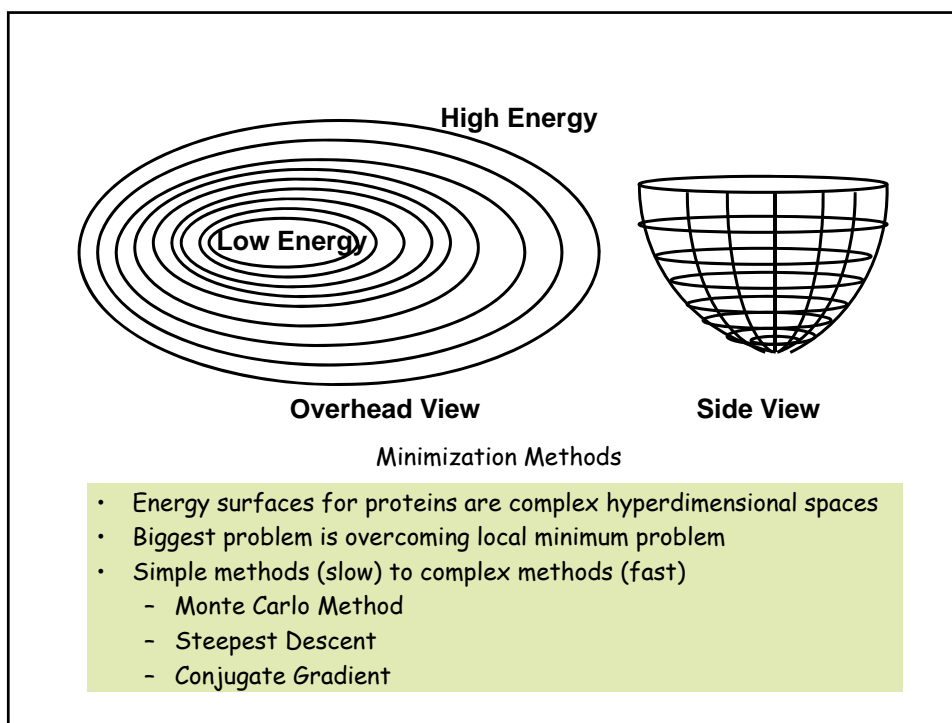 High Energy
Low Energy
Overhead View
Side View
Minimization Methods
• Energy surfaces for proteins are complex hyperdimensional spaces
• Biggest problem is overcoming local minimum problem
• Simple methods (slow) to complex methods (fast)
– Monte Carlo Method
– Steepest Descent
– Conjugate Gradient